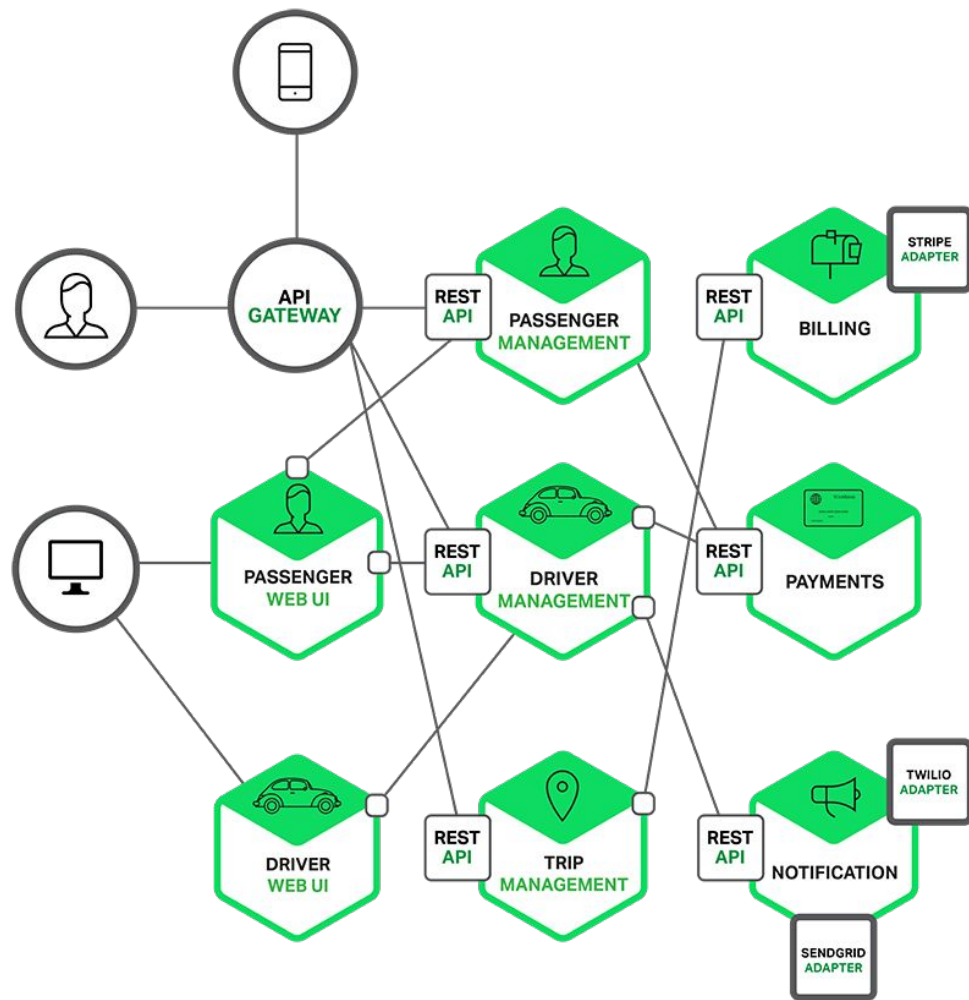 API
GATEWAY
REST
API
PASSENGER
MANAGEMENT
REST
API
BILLING
STRIPE
ADAPTER
PASSENGER
WEB UI
REST
API
DRIVER
MANAGEMENT
REST
API
PAYMENTS
DRIVER
WEB UI
REST
API
TRIP
MANAGEMENT
REST
API
NOTIFICATION
TWILIO
ADAPTER
SENDGRID
ADAPTER